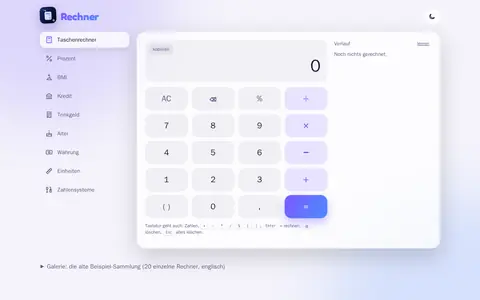 Rechner
Taschenrechner
Prozent
BMI
Kredit
Trinkgeld
Alter
Währung
Einheiten
Zahlensysteme
0
Verlauf
Noch nichts gerechnet.
AC ⌫ % ÷
7 8 9 ×
4 5 6 −
1 2 3 +
( ) 0 , =
Tastatur geht auch: Zahlen, + - * / % ( ) , Enter = rechnen,
löschen, Esc alles löschen.
► Galerie: die alte Beispiel-Sammlung (20 einzelne Rechner, englisch)